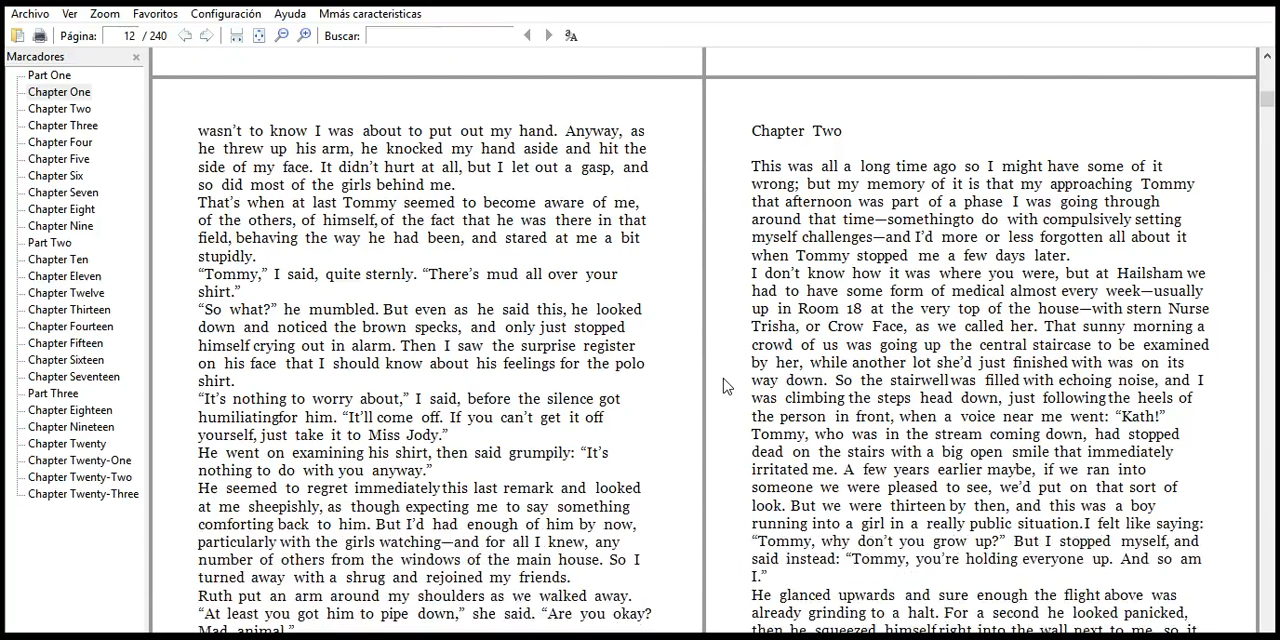 Archivo Ver Zoom Favoritos Configuración Ayuda Mmás caracteristicas
Página: 12 / 240 Buscar: aA
Marcadores
Part One
Chapter One
Chapter Two
Chapter Three
Chapter Four
Chapter Five
Chapter Six
Chapter Seven
Chapter Eight
Chapter Nine
Part Two
Chapter Ten
Chapter Eleven
Chapter Twelve
Chapter Thirteen
Chapter Fourteen
Chapter Fifteen
Chapter Sixteen
Chapter Seventeen
Part Three
Chapter Eighteen
Chapter Nineteen
Chapter Twenty
Chapter Twenty-One
Chapter Twenty-Two
Chapter Twenty-Three
wasn’t to know I was about to put out my hand. Anyway, as
he threw up his arm, he knocked my hand aside and hit the
side of my face. It didn’t hurt at all, but I let out a gasp, and
so did most of the girls behind me.
That’s when at last Tommy seemed to become aware of me,
of the others, of himself, of the fact that he was there in that
field, behaving the way he had been, and stared at me a bit
stupidly.
“Tommy,” I said, quite sternly. “There’s mud all over your
shirt.”
“So what?” he mumbled. But even as he said this, he looked
down and noticed the brown specks, and only just stopped
himself crying out in alarm. Then I saw the surprise register
on his face that I should know about his feelings for the polo
shirt.
“It’s nothing to worry about,” I said, before the silence got
humiliatingfor him. “It’ll come off. If you can’t get it off
yourself, just take it to Miss Jody.”
He went on examining his shirt, then said grumpily: “It’s
nothing to do with you anyway.”
He seemed to regret immediately this last remark and looked
at me sheepishly, as though expecting me to say something
comforting back to him. But I’d had enough of him by now,
particularly with the girls watching—and for all I knew, any
number of others from the windows of the main house. So I
turned away with a shrug and rejoined my friends.
Ruth put an arm around my shoulders as we walked away.
“At least you got him to pipe down,” she said. “Are you okay?
Mad animal.”
Chapter Two
This was all a long time ago so I might have some of it
wrong; but my memory of it is that my approaching Tommy
that afternoon was part of a phase I was going through
around that time—somethingto do with compulsively setting
myself challenges—and I’d more or less forgotten all about it
when Tommy stopped me a few days later.
I don’t know how it was where you were, but at Hailsham we
had to have some form of medical almost every week—usually
up in Room 18 at the very top of the house—with stern Nurse
Trisha, or Crow Face, as we called her. That sunny morning a
crowd of us was going up the central staircase to be examined
by her, while another lot she’d just finished with was on its
way down. So the stairwell was filled with echoing noise, and I
was climbing the steps head down, just following the heels of
the person in front, when a voice near me went: “Kath!”
Tommy, who was in the stream coming down, had stopped
dead on the stairs with a big open smile that immediately
irritated me. A few years earlier maybe, if we ran into
someone we were pleased to see, we’d put on that sort of
look. But we were thirteen by then, and this was a boy
running into a girl in a really public situation. I felt like saying:
“Tommy, why don’t you grow up?” But I stopped myself, and
said instead: “Tommy, you’re holding everyone up. And so am
I.”
He glanced upwards and sure enough the flight above was
already grinding to a halt. For a second he looked panicked,
then he squeezed himself right into the wall next to me, so it